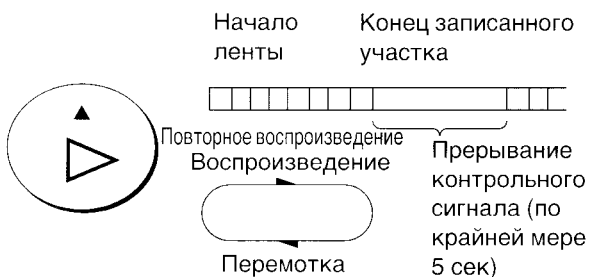 Начало
ленты
Конец записанного
участка
Повторное воспроизведение
Воспроизведение
Перемотка
Прерывание
контрольного
сигнала (по
крайней мере
5 сек)